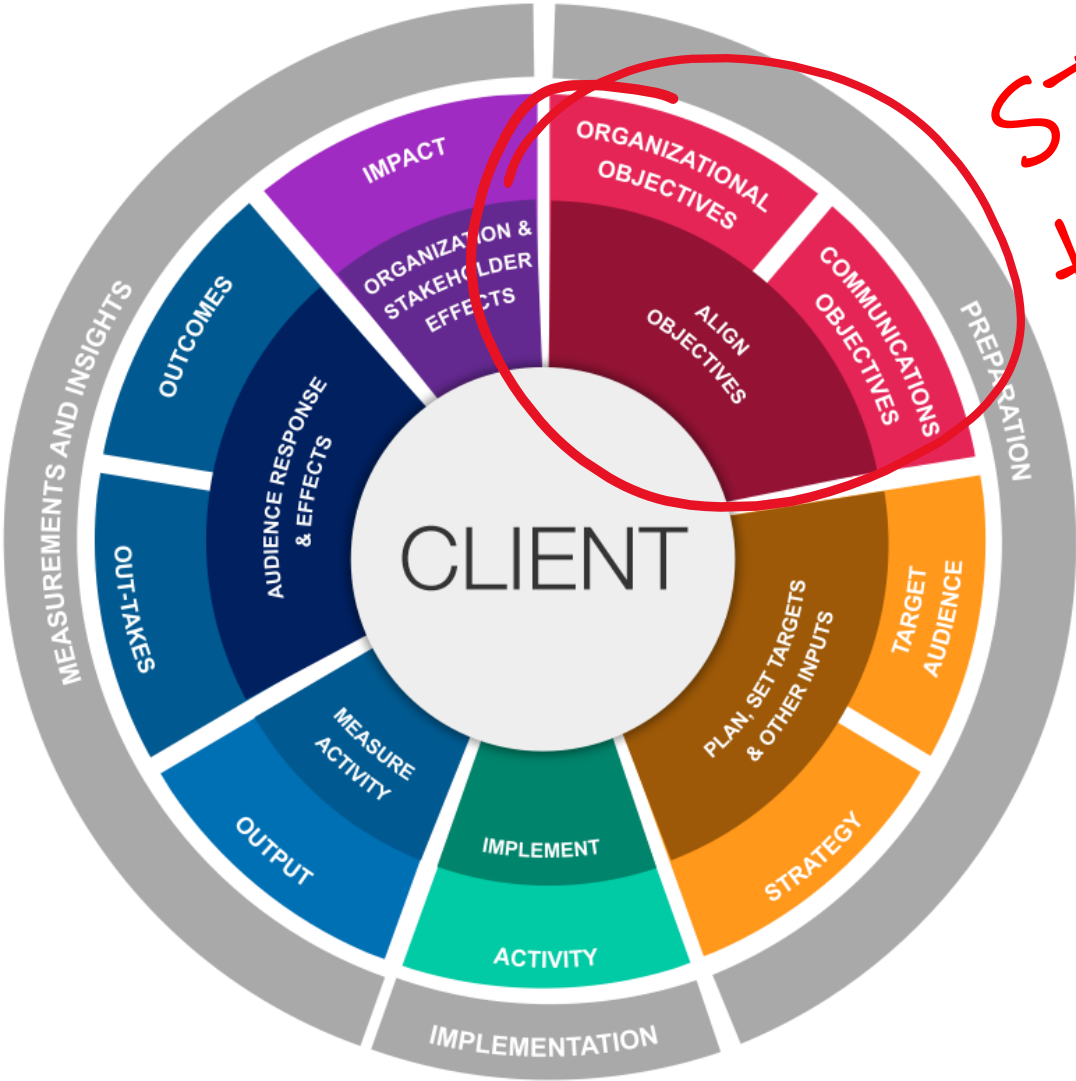 ORGANIZATIONAL
OBJECTIVES
COMMUNICATIONS
OBJECTIVES
ALIGN
OBJECTIVES
PREPARATION
TARGET
AUDIENCE
STRATEGY
PLAN, SET TARGETS
& OTHER INPUTS
IMPLEMENT
ACTIVITY
IMPLEMENTATION
MEASURE
ACTIVITY
OUTPUT
AUDIENCE RESPONSE
& EFFECTS
OUT-TAKES
OUTCOMES
MEASUREMENTS AND INSIGHTS
IMPACT
ORGANIZATION &
STAKEHOLDER
EFFECTS
CLIENT